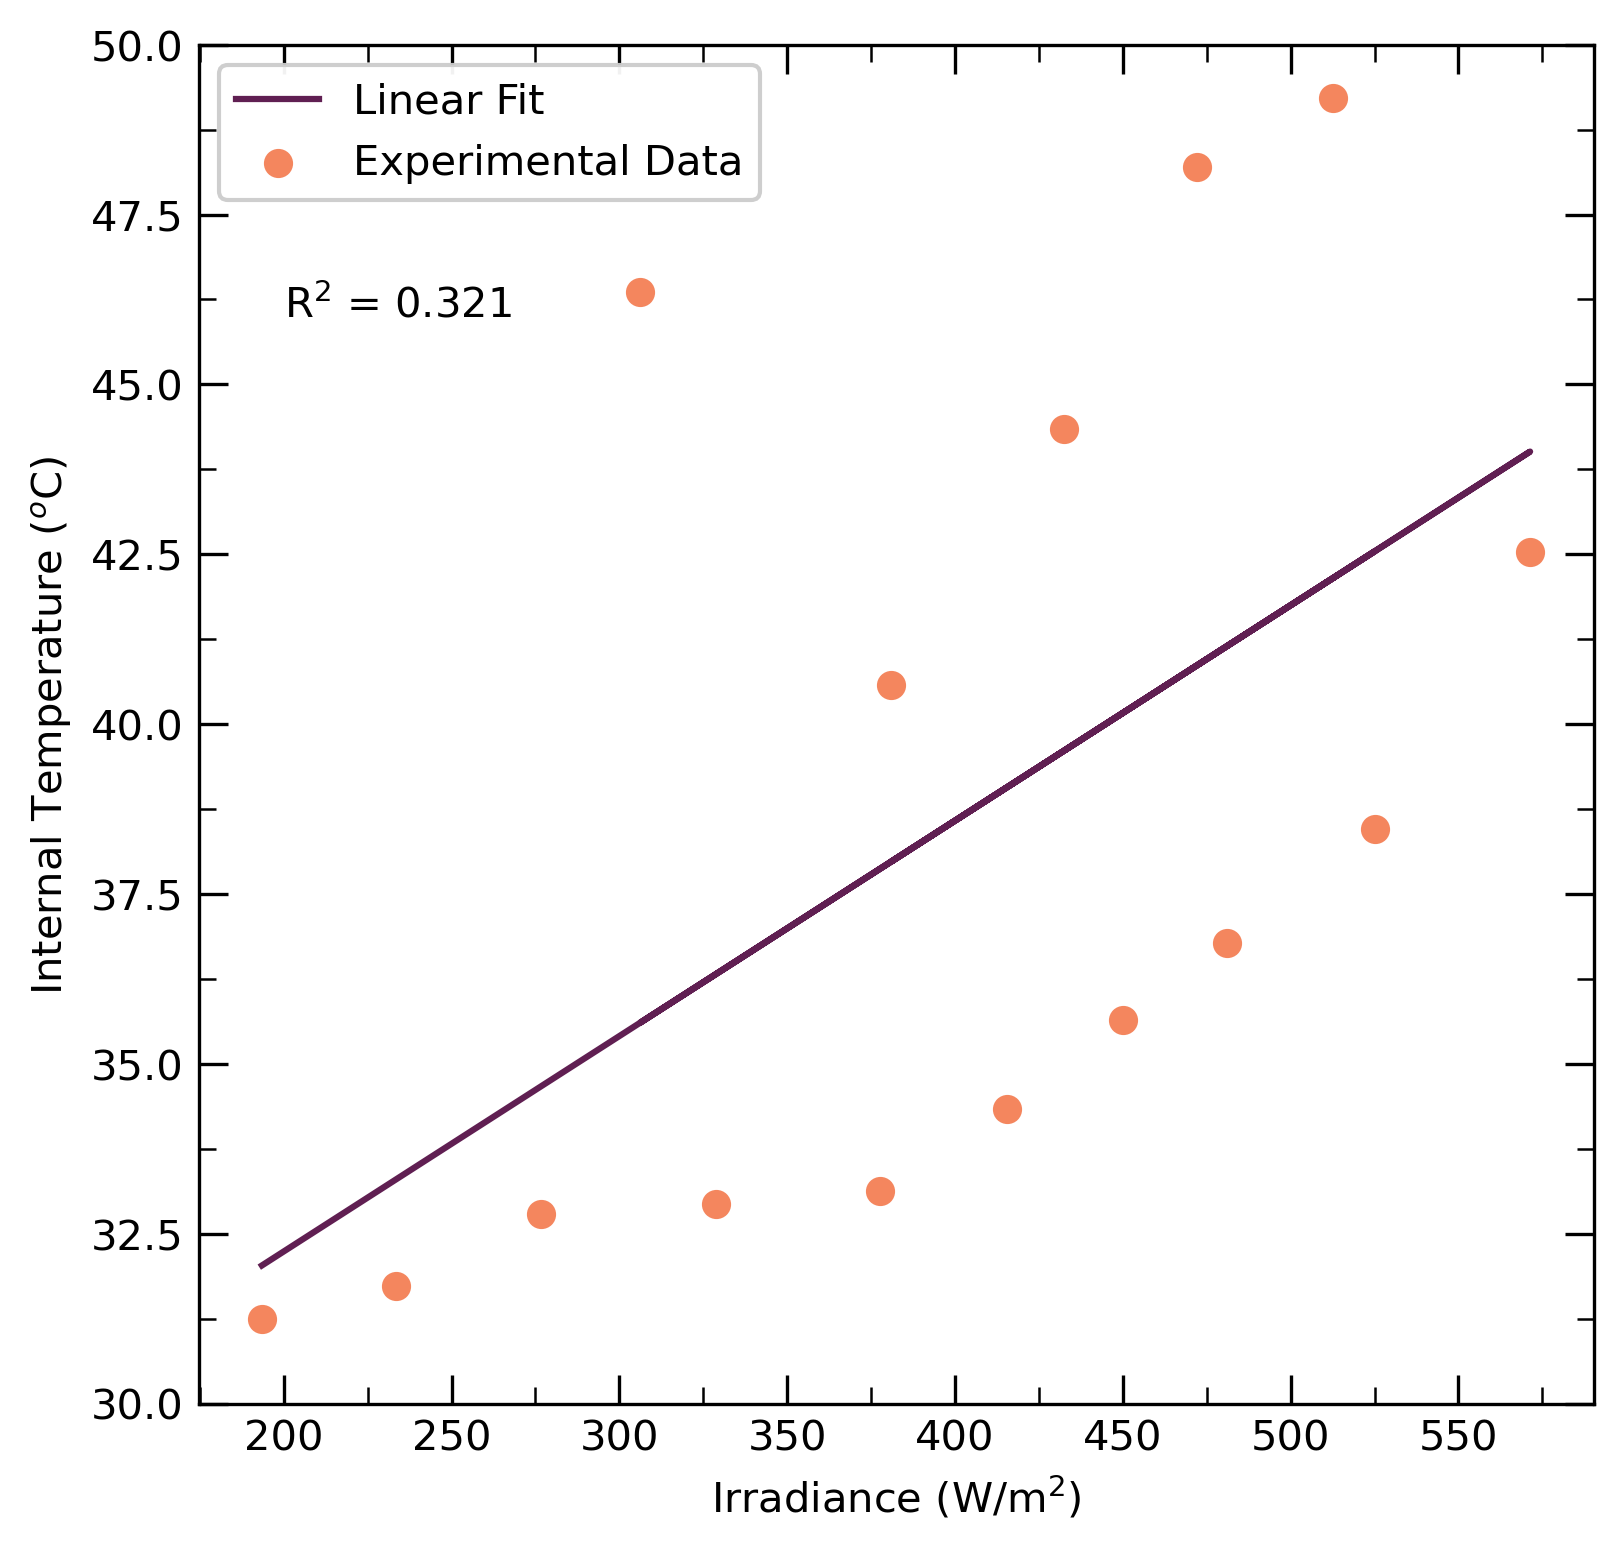 Linear Fit
Experimental Data
R² = 0.321
50.0
47.5
45.0
42.5
40.0
37.5
35.0
32.5
30.0
Internal Temperature (ᵒC)
200 250 300 350 400 450 500 550
Irradiance (W/m²)